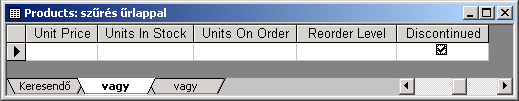 Products: szűrés űrlappal
Unit Price Units In Stock Units On Order Reorder Level Discontinued
Keresendő vagy vagy